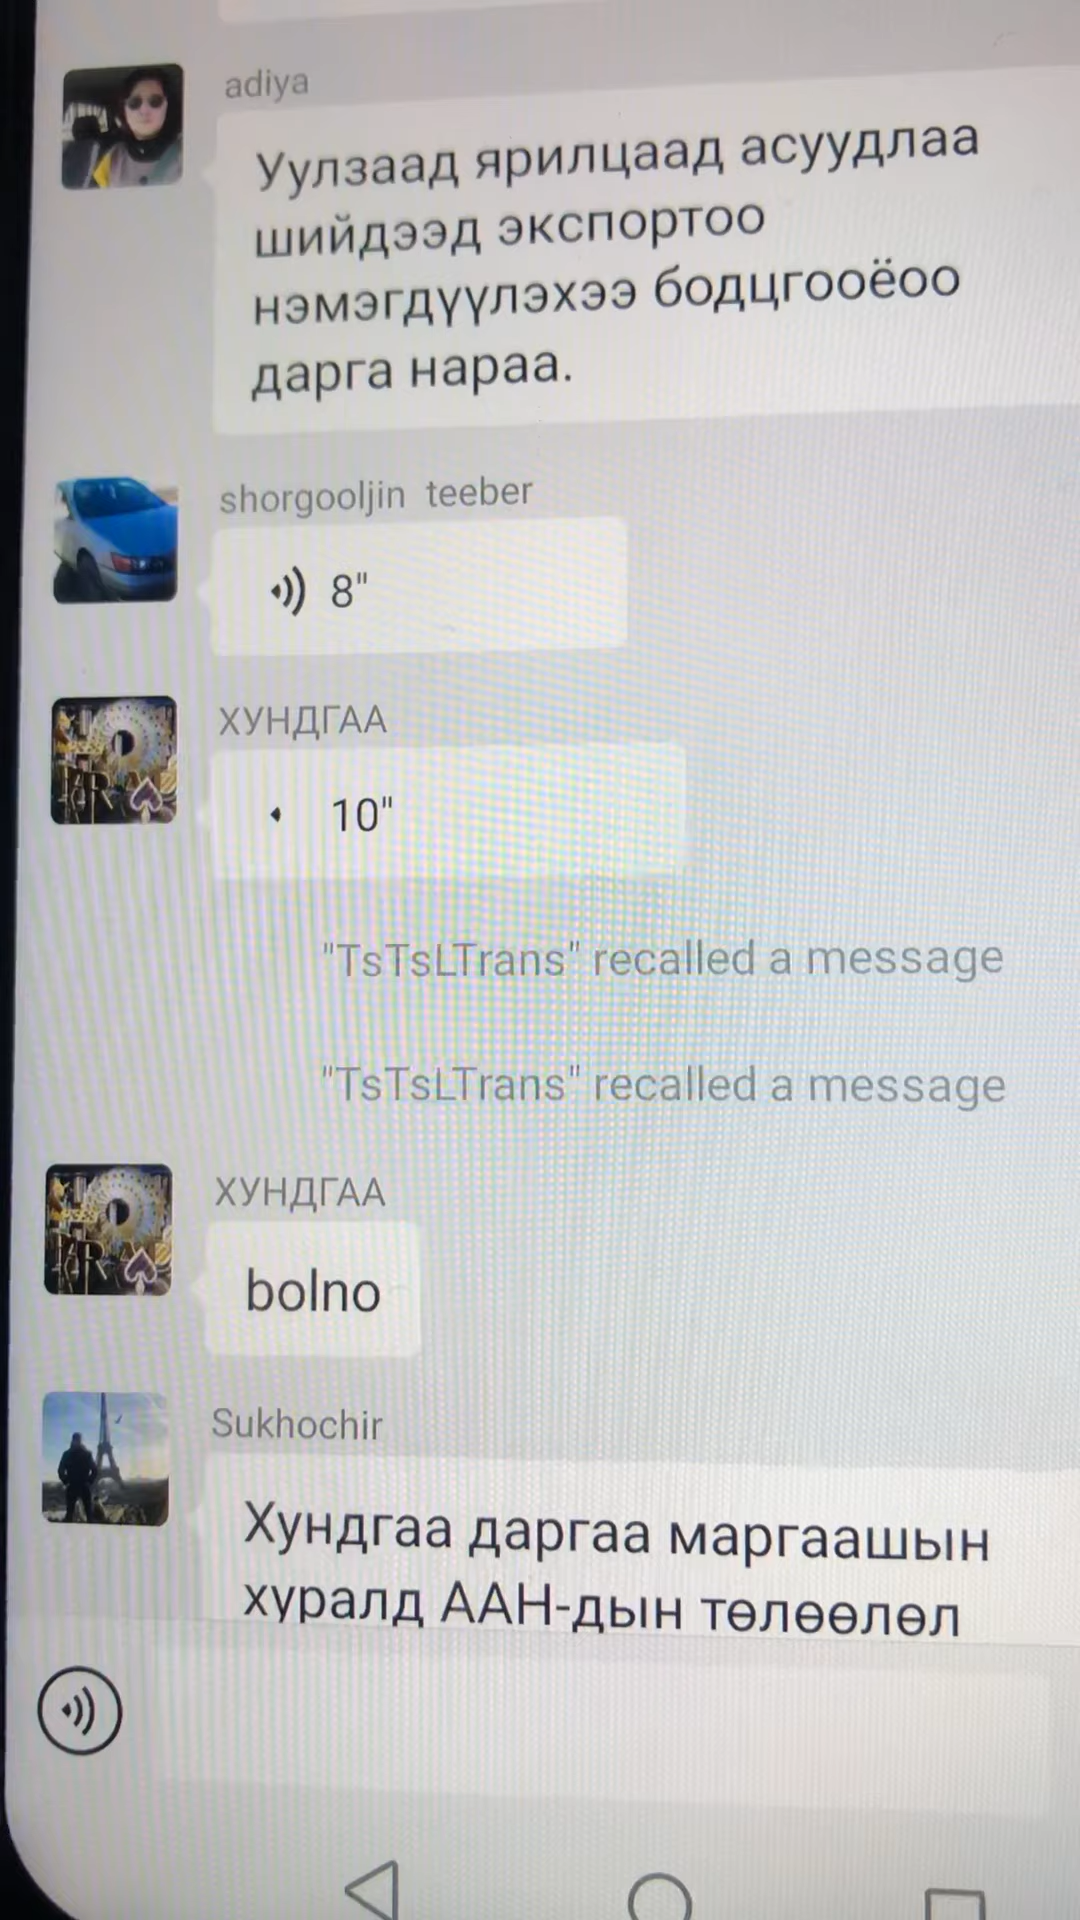 adiya
Уулзаад ярилцаад асуудлаа
шийдээд экспортоо
нэмэгдүүлэхээ бодцгооёоо
дарга нараа.
shorgooljin teeber
8"
ХУНДГАА
10"
"TsTsLTrans" recalled a message
"TsTsLTrans" recalled a message
ХУНДГАА
bolno
Sukhochir
Хундгаа даргаа маргаашын
хуралд ААН-дын төлөөлөл